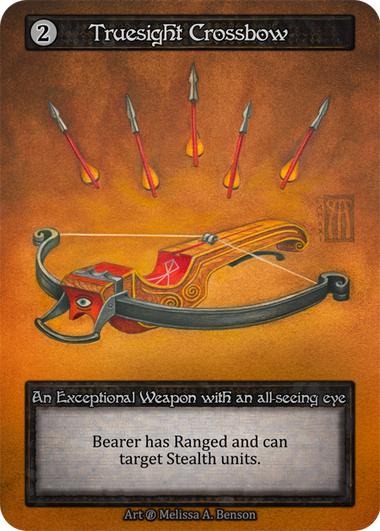 2
Truesight Crossbow
An Exceptional Weapon with an all-seeing eye
Bearer has Ranged and can
target Stealth units.
Art @ Melissa A. Benson